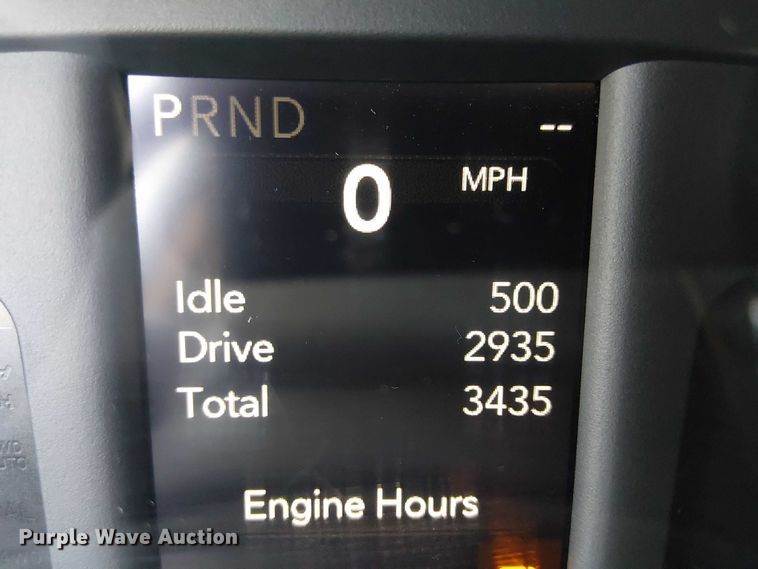 PRND --
0 MPH
Idle 500
Drive 2935
Total 3435
Engine Hours
Purple Wave Auction